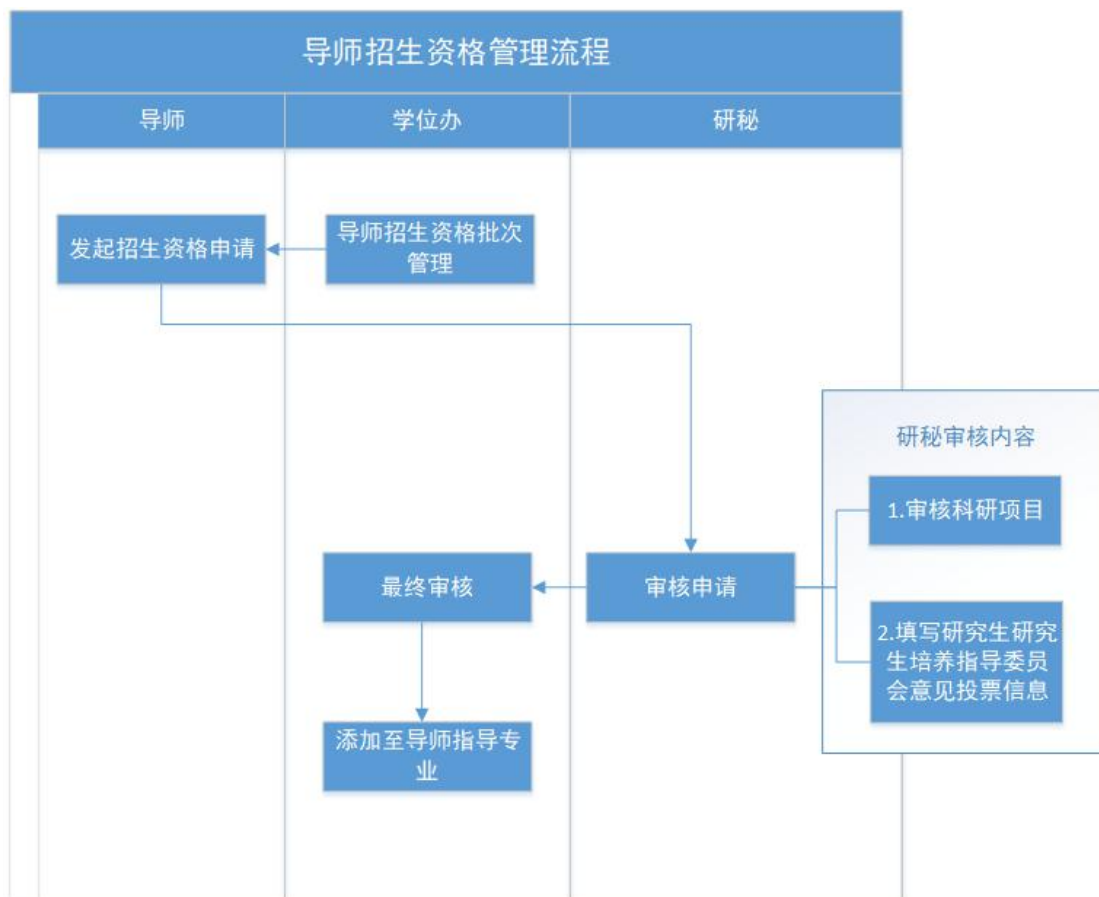 导师招生资格管理流程
导师
学位办
研秘
发起招生资格申请
导师招生资格批次
管理
研秘审核内容
1.审核科研项目
最终审核
审核申请
2.填写研究生研究
生培养指导委员
会意见投票信息
添加至导师指导专
业